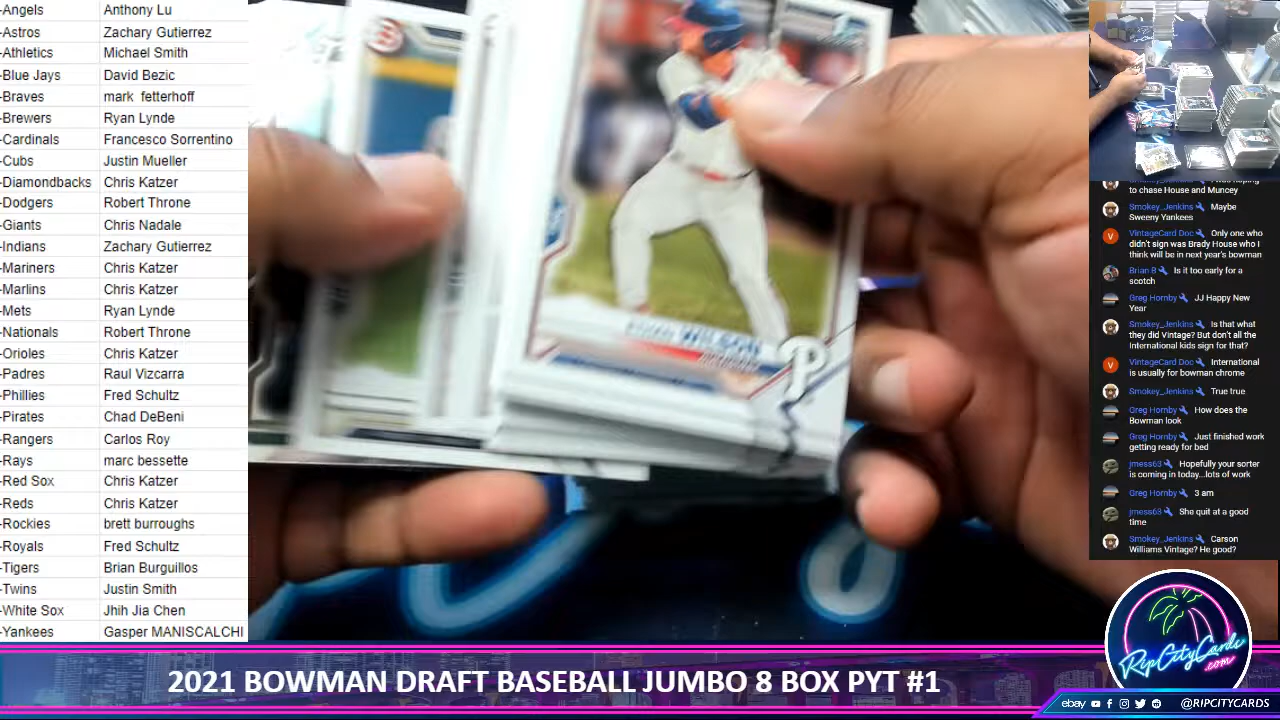 -Angels Anthony Lu
-Astros Zachary Gutierrez
-Athletics Michael Smith
-Blue Jays David Bezic
-Braves mark fetterhoff
-Brewers Ryan Lynde
-Cardinals Francesco Sorrentino
-Cubs Justin Mueller
-Diamondbacks Chris Katzer
-Dodgers Robert Throne
-Giants Chris Nadale
-Indians Zachary Gutierrez
-Mariners Chris Katzer
-Marlins Chris Katzer
-Mets Ryan Lynde
-Nationals Robert Throne
-Orioles Chris Katzer
-Padres Raul Vizcarra
-Phillies Fred Schultz
-Pirates Chad DeBeni
-Rangers Carlos Roy
-Rays marc bessette
-Red Sox Chris Katzer
-Reds Chris Katzer
-Rockies brett burroughs
-Royals Fred Schultz
-Tigers Brian Burguillos
-Twins Justin Smith
-White Sox Jhih Jia Chen
-Yankees Gasper MANISCALCHI
WILSON
P
to chase House and Muncey
Smokey_Jenkins Maybe
Sweeny Yankees
V VintageCard Doc Only one who
didn't sign was Brady House who I
think will be in next year's bowman
Brian B Is it too early for a
scotch
Greg Hornby JJ Happy New
Year
Smokey_Jenkins Is that what
they did Vintage? But don't all the
International kids sign for that?
V VintageCard Doc International
is usually for bowman chrome
Smokey_Jenkins True true
Greg Hornby How does the
Bowman look
Greg Hornby Just finished work
getting ready for bed
jmess63 Hopefully your sorter
is coming in today...lots of work
Greg Hornby 3 am
jmess63 She quit at a good
time
Smokey_Jenkins Carson
Williams Vintage? He good?
RipCityCards
.com
2021 BOWMAN DRAFT BASEBALL JUMBO 8 BOX PYT #1
ebay @RIPCITYCARDS